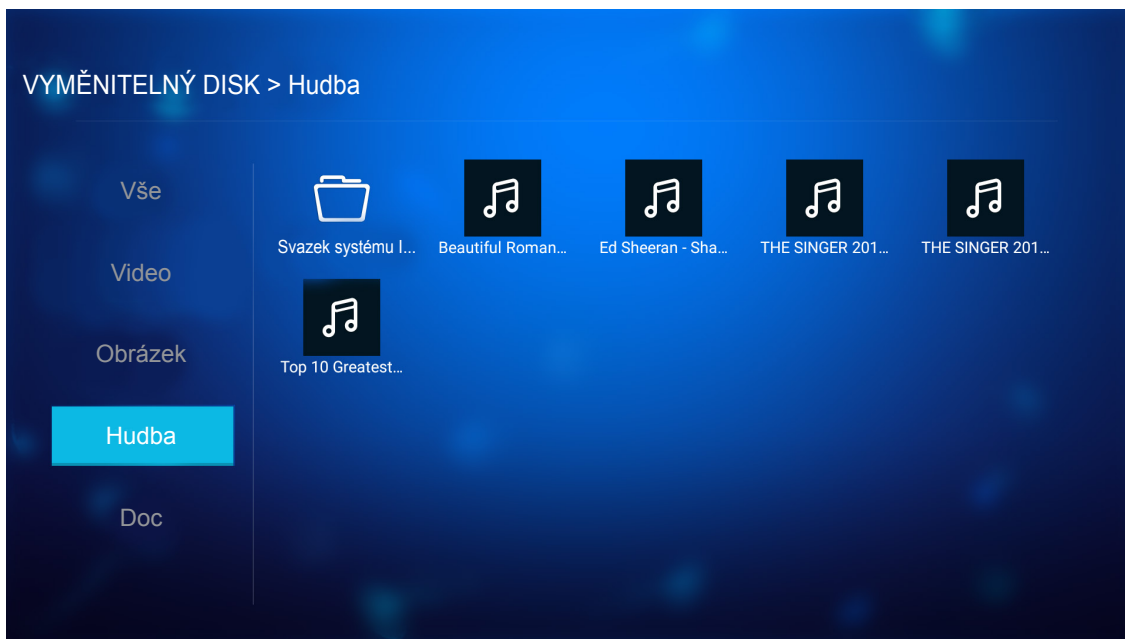 VYMĚNITELNÝ DISK > Hudba
Vše
Video
Obrázek
Hudba
Doc
Svazek systému I...
Beautiful Roman...
Ed Sheeran - Sha...
THE SINGER 201...
THE SINGER 201...
Top 10 Greatest...